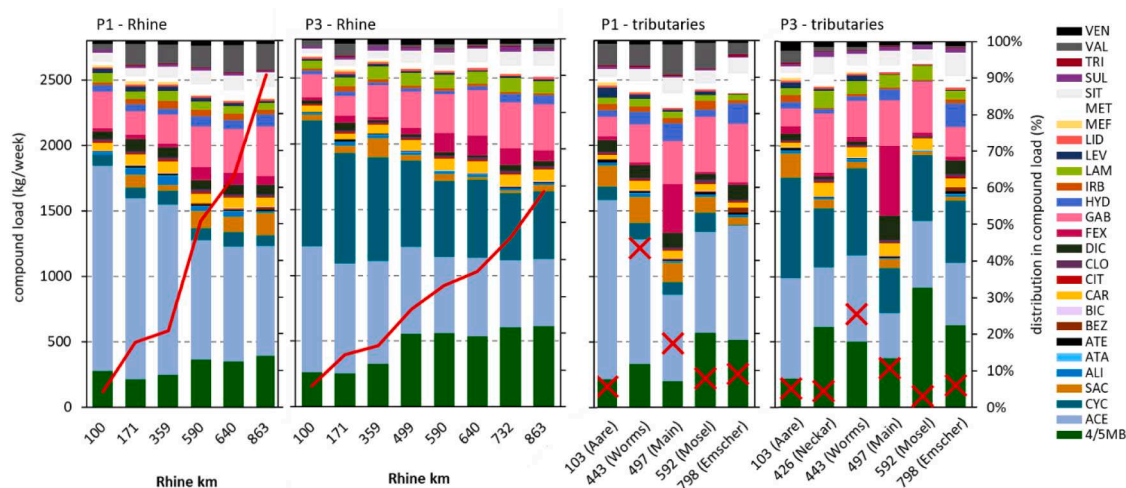 P1 - Rhine
P3 - Rhine
P1 - tributaries
P3 - tributaries
compound load (kg/week)
2500
2000
1500
1000
500
0
100 171 359 590 640 863
Rhine km
100 171 359 499 590 640 732 863
Rhine km
103 (Aare)
443 (Worms)
497 (Main)
592 (Mosel)
798 (Emscher)
103 (Aare)
426 (Neckar)
443 (Worms)
497 (Main)
592 (Mosel)
798 (Emscher)
100%
90%
80%
70%
60%
50%
40%
30%
20%
10%
0%
distribution in compound load (%)
VEN
VAL
TRI
SUL
SIT
MET
MEF
LID
LEV
LAM
IRB
HYD
GAB
FEX
DIC
CLO
CIT
CAR
BIC
BEZ
ATE
ATA
ALI
SAC
CYC
ACE
4/5MB